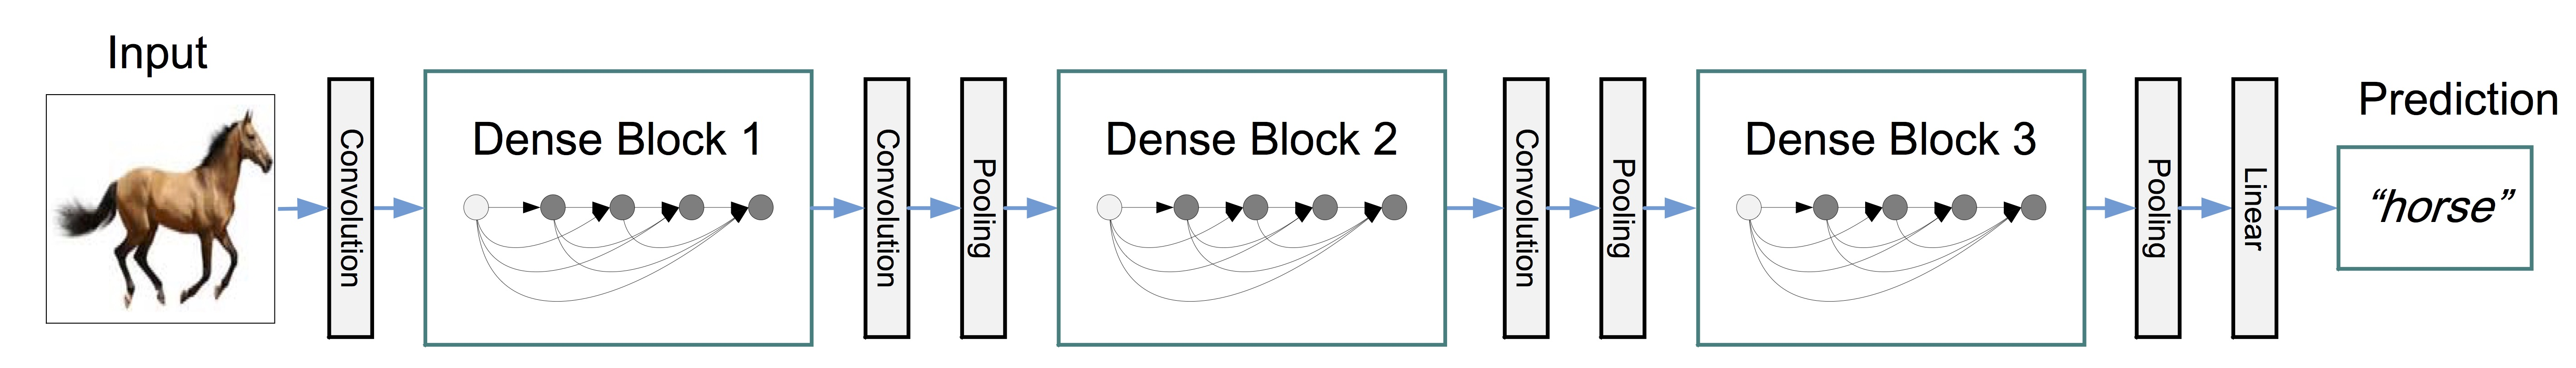 Input
Convolution
Dense Block 1
Convolution
Pooling
Dense Block 2
Convolution
Pooling
Dense Block 3
Pooling
Linear
Prediction
“horse”